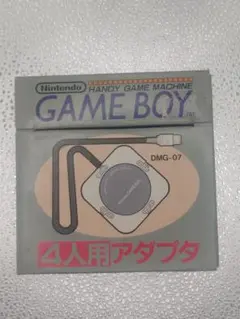 Nintendo
HANDY GAME MACHINE
GAME BOY
DMG-07
4人用アダプタ